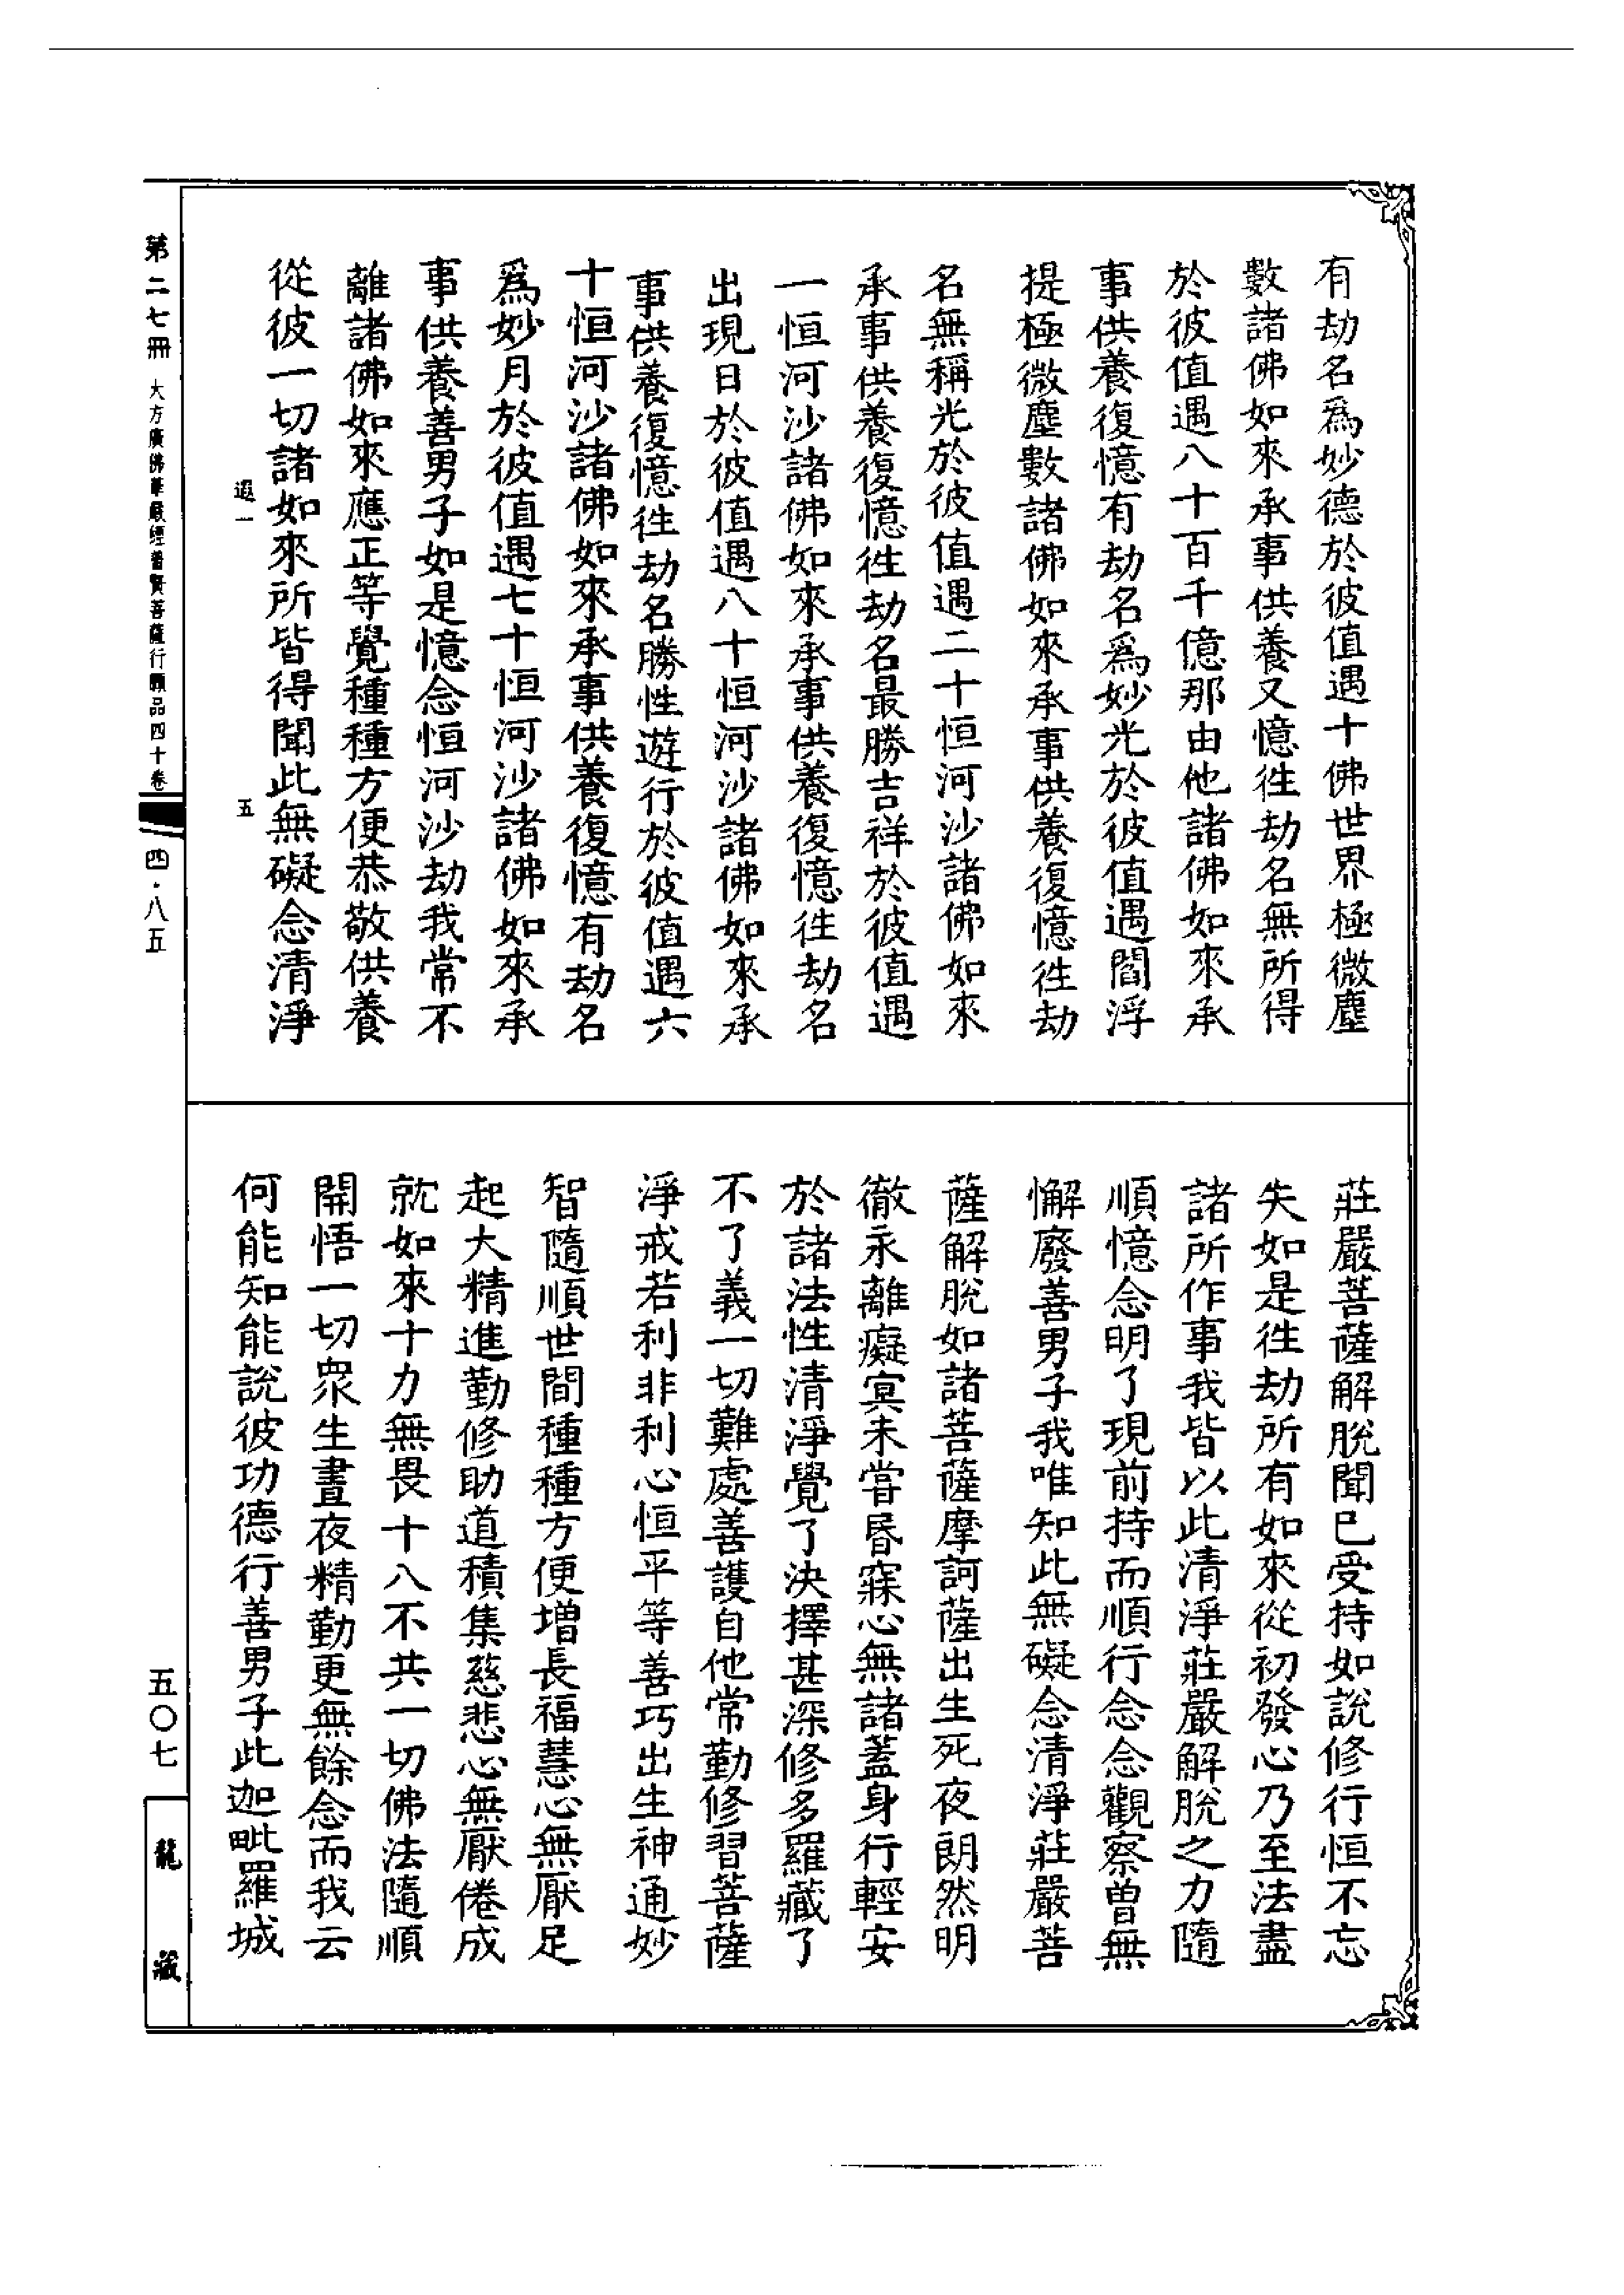 有劫名爲妙德於彼值遇十佛世界極微塵
數諸佛如來承事供養又憶徃劫名無所得
於彼值遇八十百千億那由他諸佛如來承
事供養復憶有劫名爲妙光於彼值遇閻浮
提極微塵數諸佛如來承事供養復憶徃劫
名無稱光於彼值遇二十恒河沙諸佛如來
承事供養復憶徃劫名最勝吉祥於彼值遇
一恒河沙諸佛如來承事供養復憶徃劫名
出現日於彼值遇八十恒河沙諸佛如來承
事供養復憶徃劫名勝性遊行於彼值遇六
十恒河沙諸佛如來承事供養復憶有劫名
爲妙月於彼值遇七十恒河沙諸佛如來承
事供養善男子如是憶念恒河沙劫我常不
離諸佛如來應正等覺種種方便恭敬供養
從彼一切諸如來所皆得聞此無礙念清淨
遐一 五
莊嚴菩薩解脫聞已受持如說修行恒不忘
失如是徃劫所有如來從初發心乃至法盡
諸所作事我皆以此清淨莊嚴解脫之力隨
順憶念明了現前持而順行念念觀察曾無
懈廢善男子我唯知此無礙念清淨莊嚴菩
薩解脫如諸菩薩摩訶薩出生死夜朗然明
徹永離癡冥未甞昬寐心無諸蓋身行輕安
於諸法性清淨覺了決擇甚深修多羅藏了
不了義一切難處善護自他常勤修習菩薩
淨戒若利非利心恒平等善巧出生神通妙
智隨順世間種種方便增長福慧心無厭足
起大精進勤修助道積集慈悲心無厭倦成
就如來十力無畏十八不共一切佛法隨順
開悟一切衆生晝夜精勤更無餘念而我云
何能知能說彼功德行善男子此迦毗羅城
第二七冊 大方廣佛華嚴經普賢菩薩行願品四十卷 四·八五
五〇七
龍藏